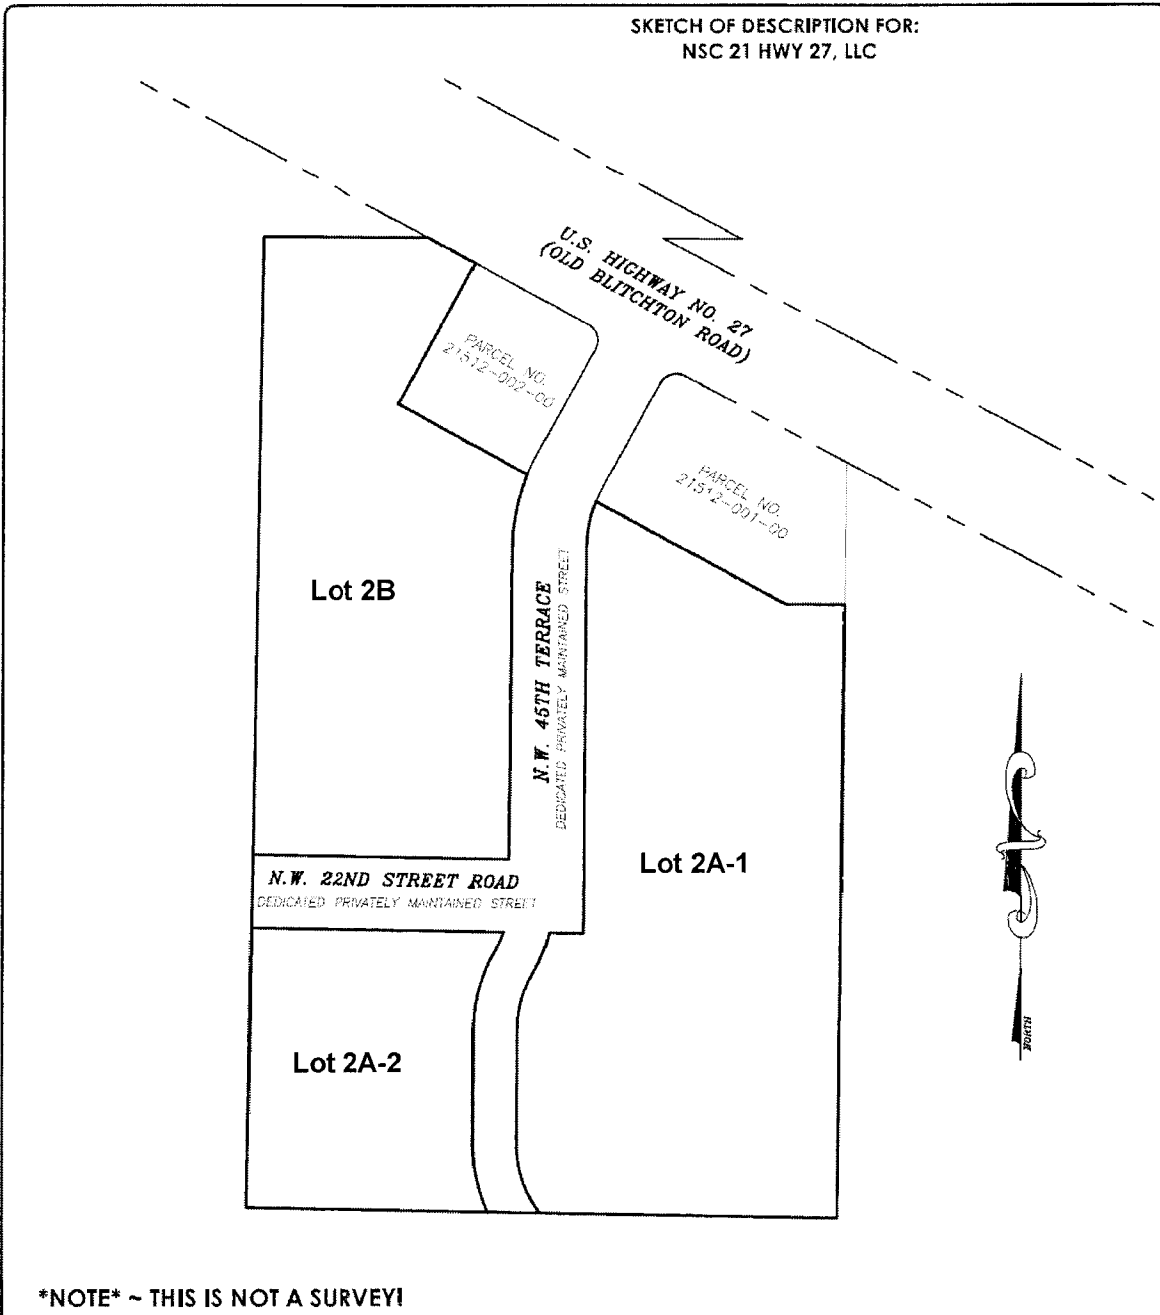 SKETCH OF DESCRIPTION FOR:
NSC 21 HWY 27, LLC
U.S. HIGHWAY NO. 27
(OLD BLITCHTON ROAD)
PARCEL NO.
21512-002-00
PARCEL NO.
21512-001-00
Lot 2B
N.W. 45TH TERRACE
DEDICATED PRIVATELY MAINTAINED STREET
Lot 2A-1
N.W. 22ND STREET ROAD
DEDICATED PRIVATELY MAINTAINED STREET
Lot 2A-2
NORTH
*NOTE* ~ THIS IS NOT A SURVEY!